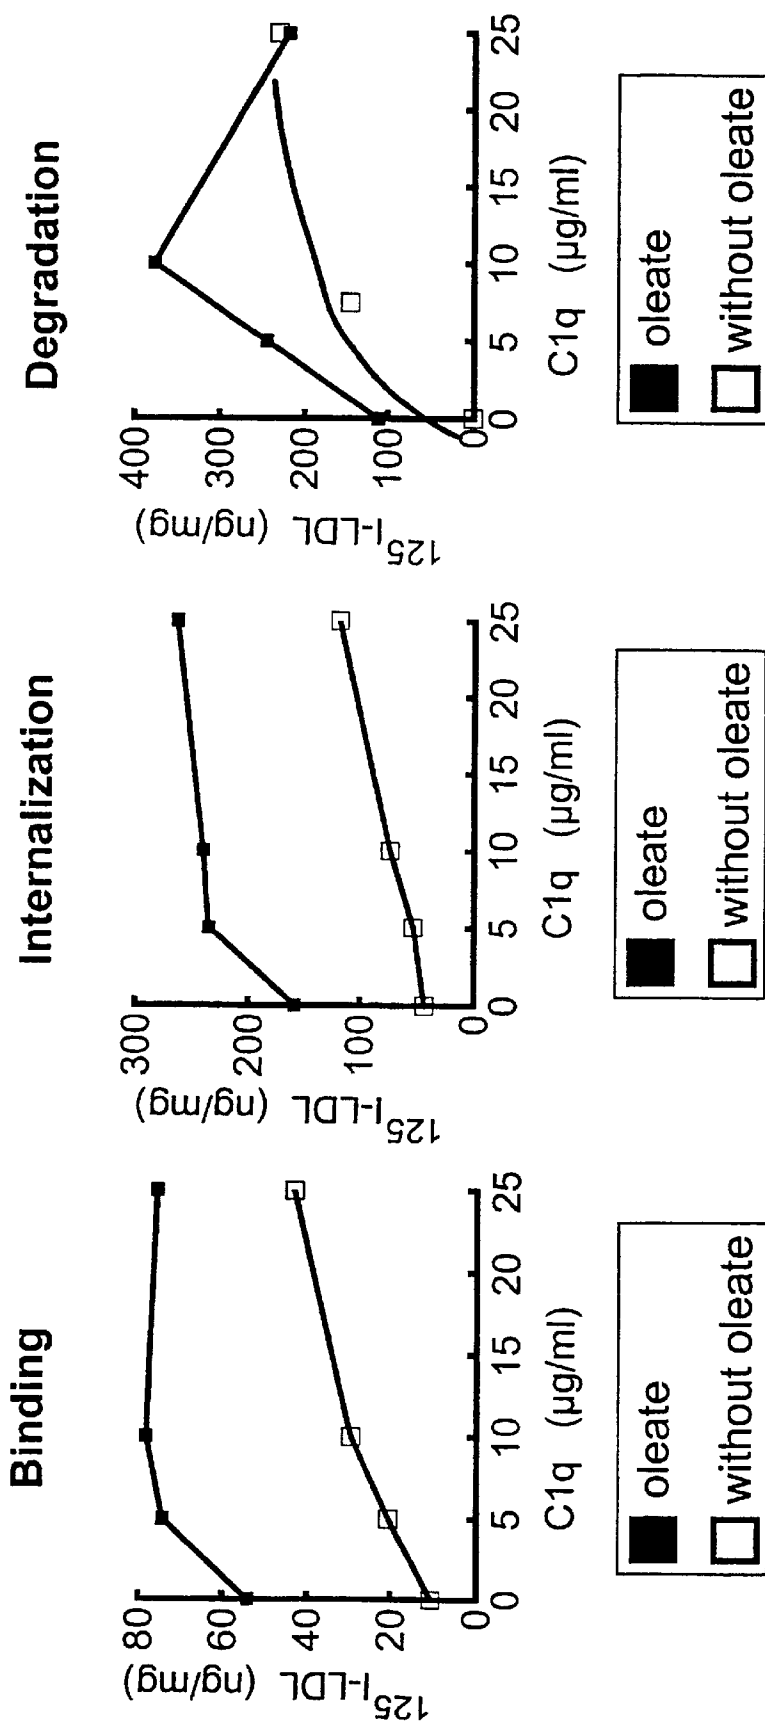 Binding
125I-LDL (ng/mg)
80
60
40
20
0
0 5 10 15 20 25
C1q (µg/ml)
oleate
without oleate
Internalization
125I-LDL (ng/mg)
300
200
100
0
0 5 10 15 20 25
C1q (µg/ml)
oleate
without oleate
Degradation
125I-LDL (ng/mg)
400
300
200
100
0
0 5 10 15 20 25
C1q (µg/ml)
oleate
without oleate